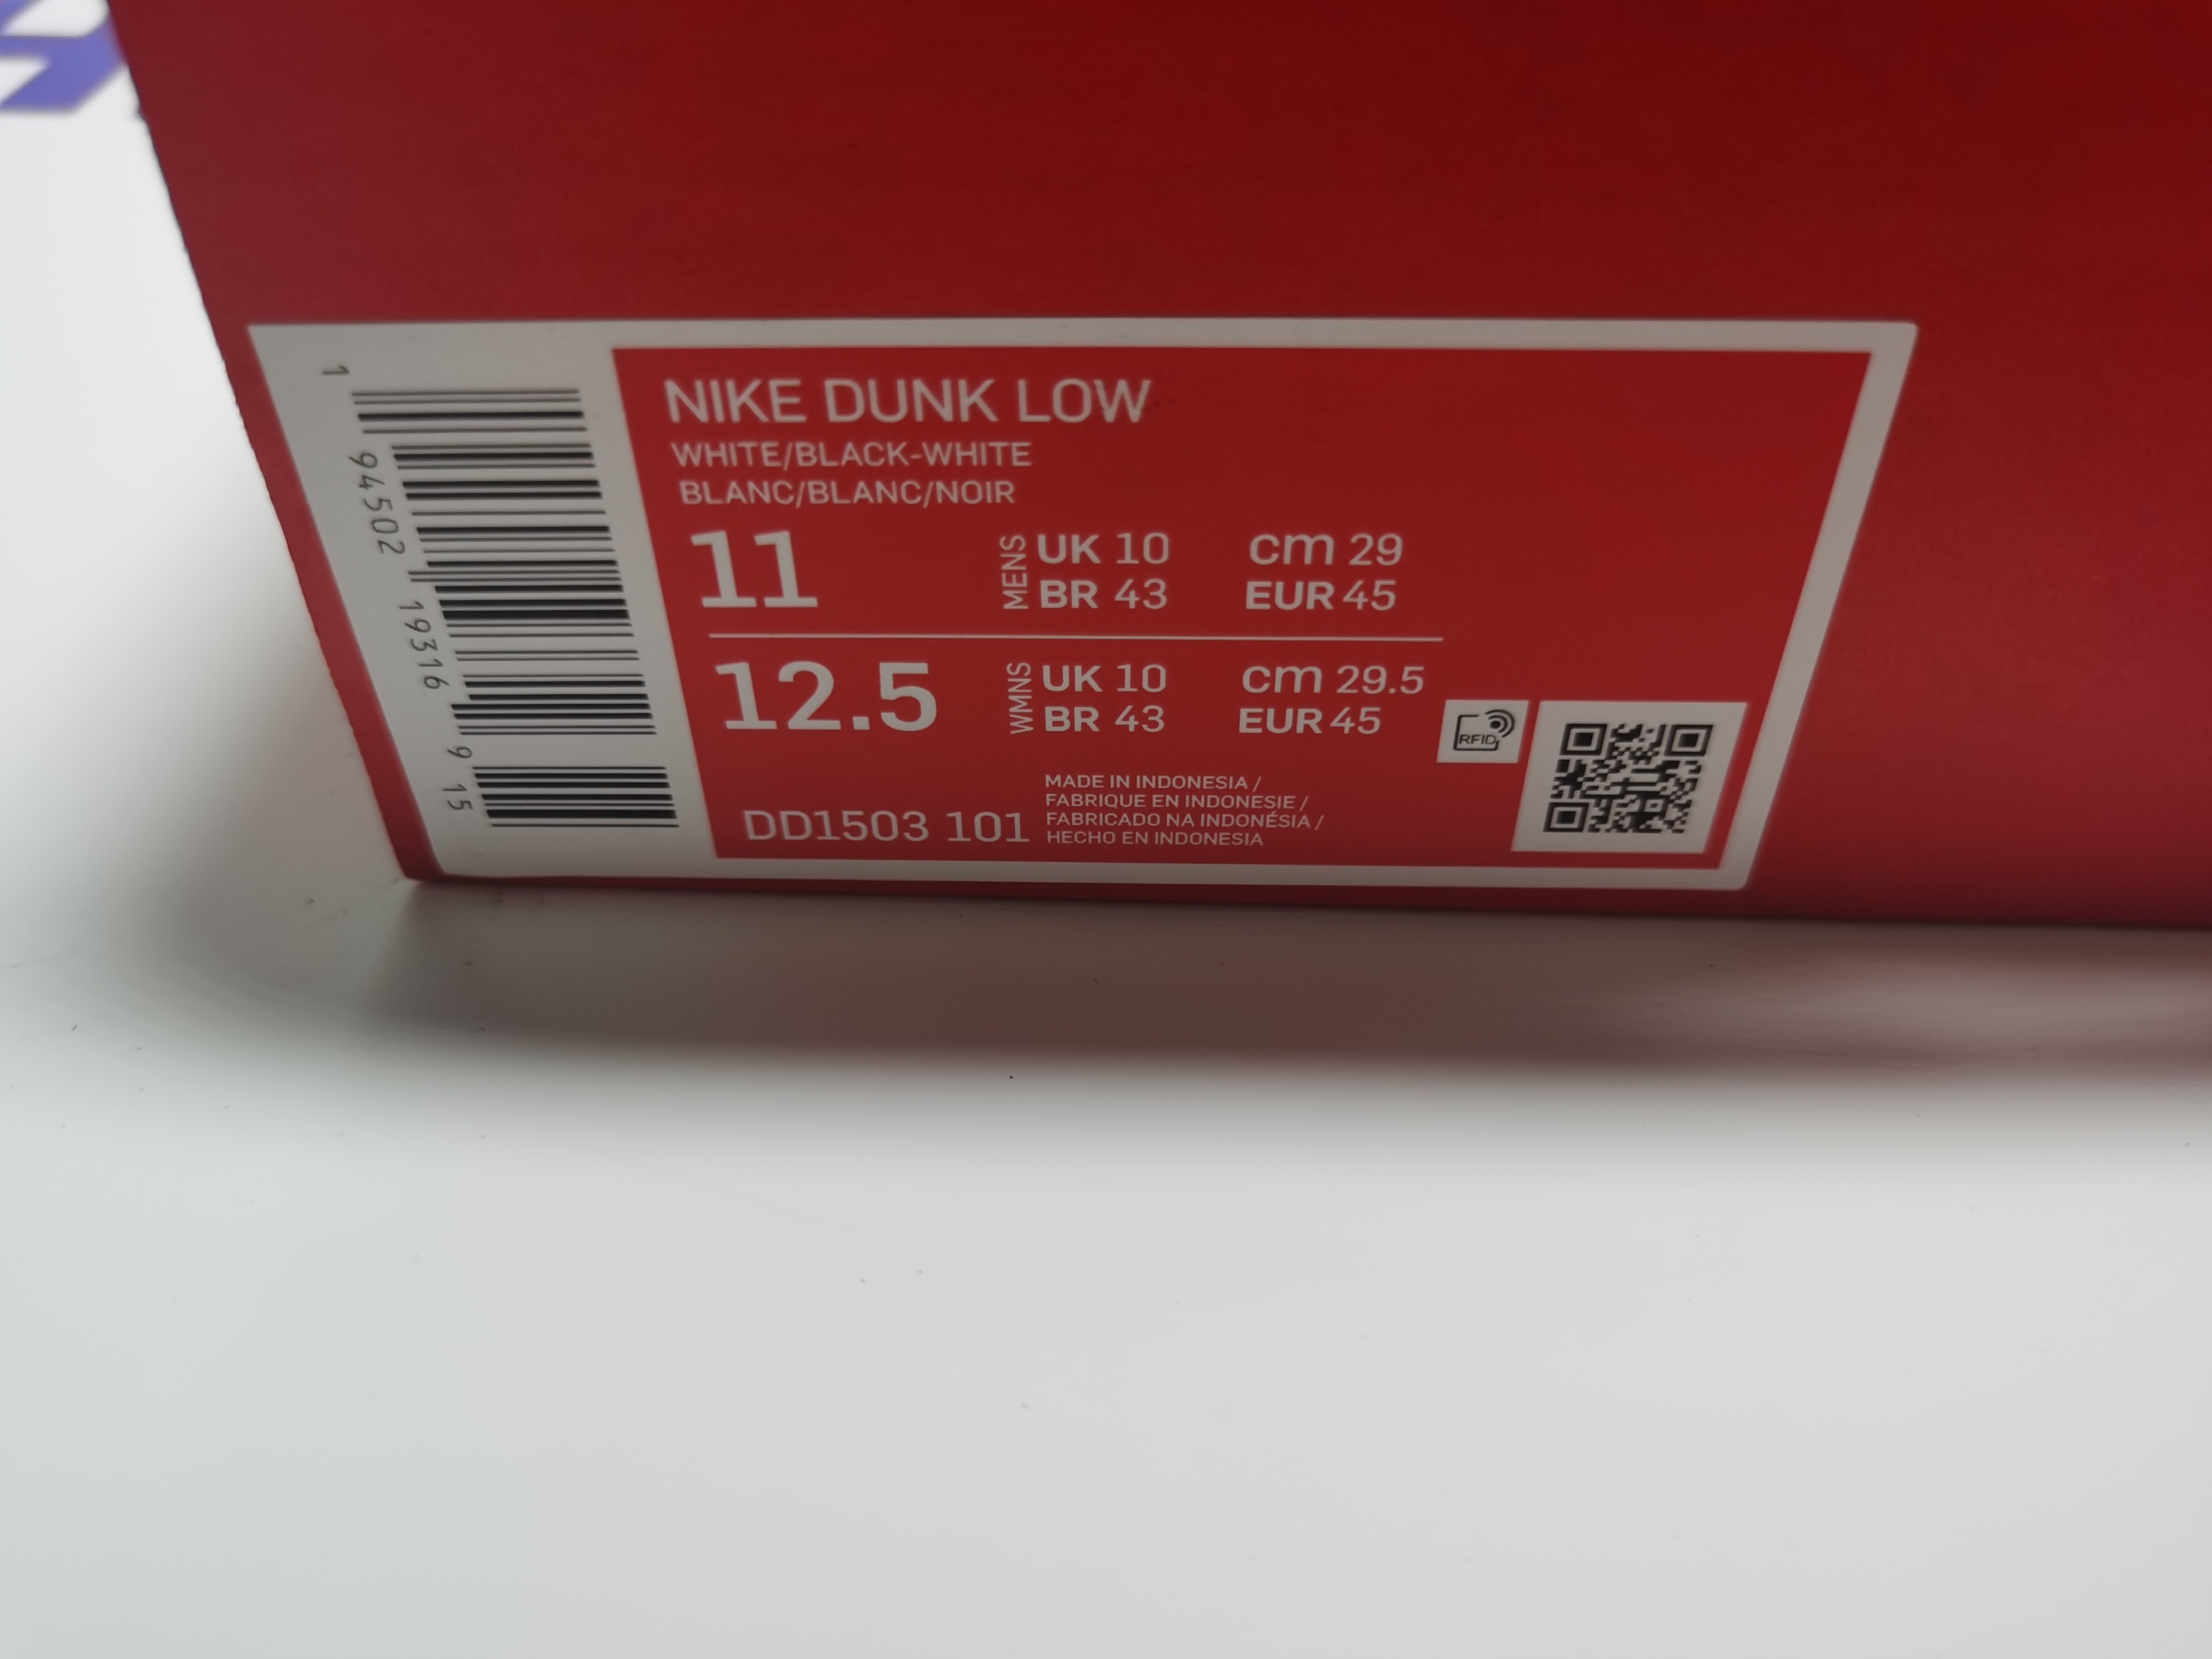 NIKE DUNK LOW
WHITE/BLACK-WHITE
BLANC/BLANC/NOIR
11 MENS UK 10 cm 29
BR 43 EUR 45
12.5 WMNS UK 10 cm 29.5
BR 43 EUR 45
DD1503 101
MADE IN INDONESIA /
FABRIQUE EN INDONESIE /
FABRICADO NA INDONÉSIA /
HECHO EN INDONESIA
RFID
1 94502 19316 9 15